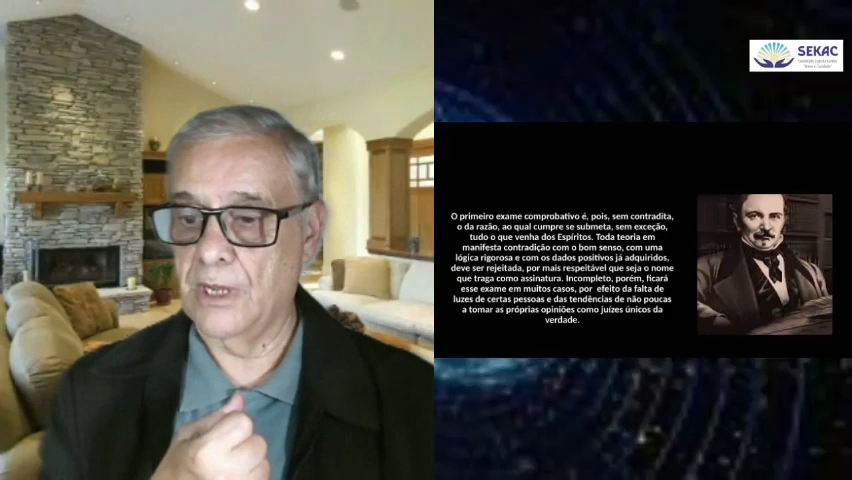 SEKAC
O primeiro exame comprobativo é, pois, sem contradita,
o da razão, ao qual cumpre se submeta, sem exceção,
tudo o que venha dos Espíritos. Toda teoria em
manifesta contradição com o bom senso, com uma
lógica rigorosa e com os dados positivos já adquiridos,
deve ser rejeitada, por mais respeitável que seja o nome
que traga como assinatura. Incompleto, porém, ficará
esse exame em muitos casos, por  efeito da falta de
luzes de certas pessoas e das tendências de não poucas
a tomar as próprias opiniões como juízes únicos da
verdade.